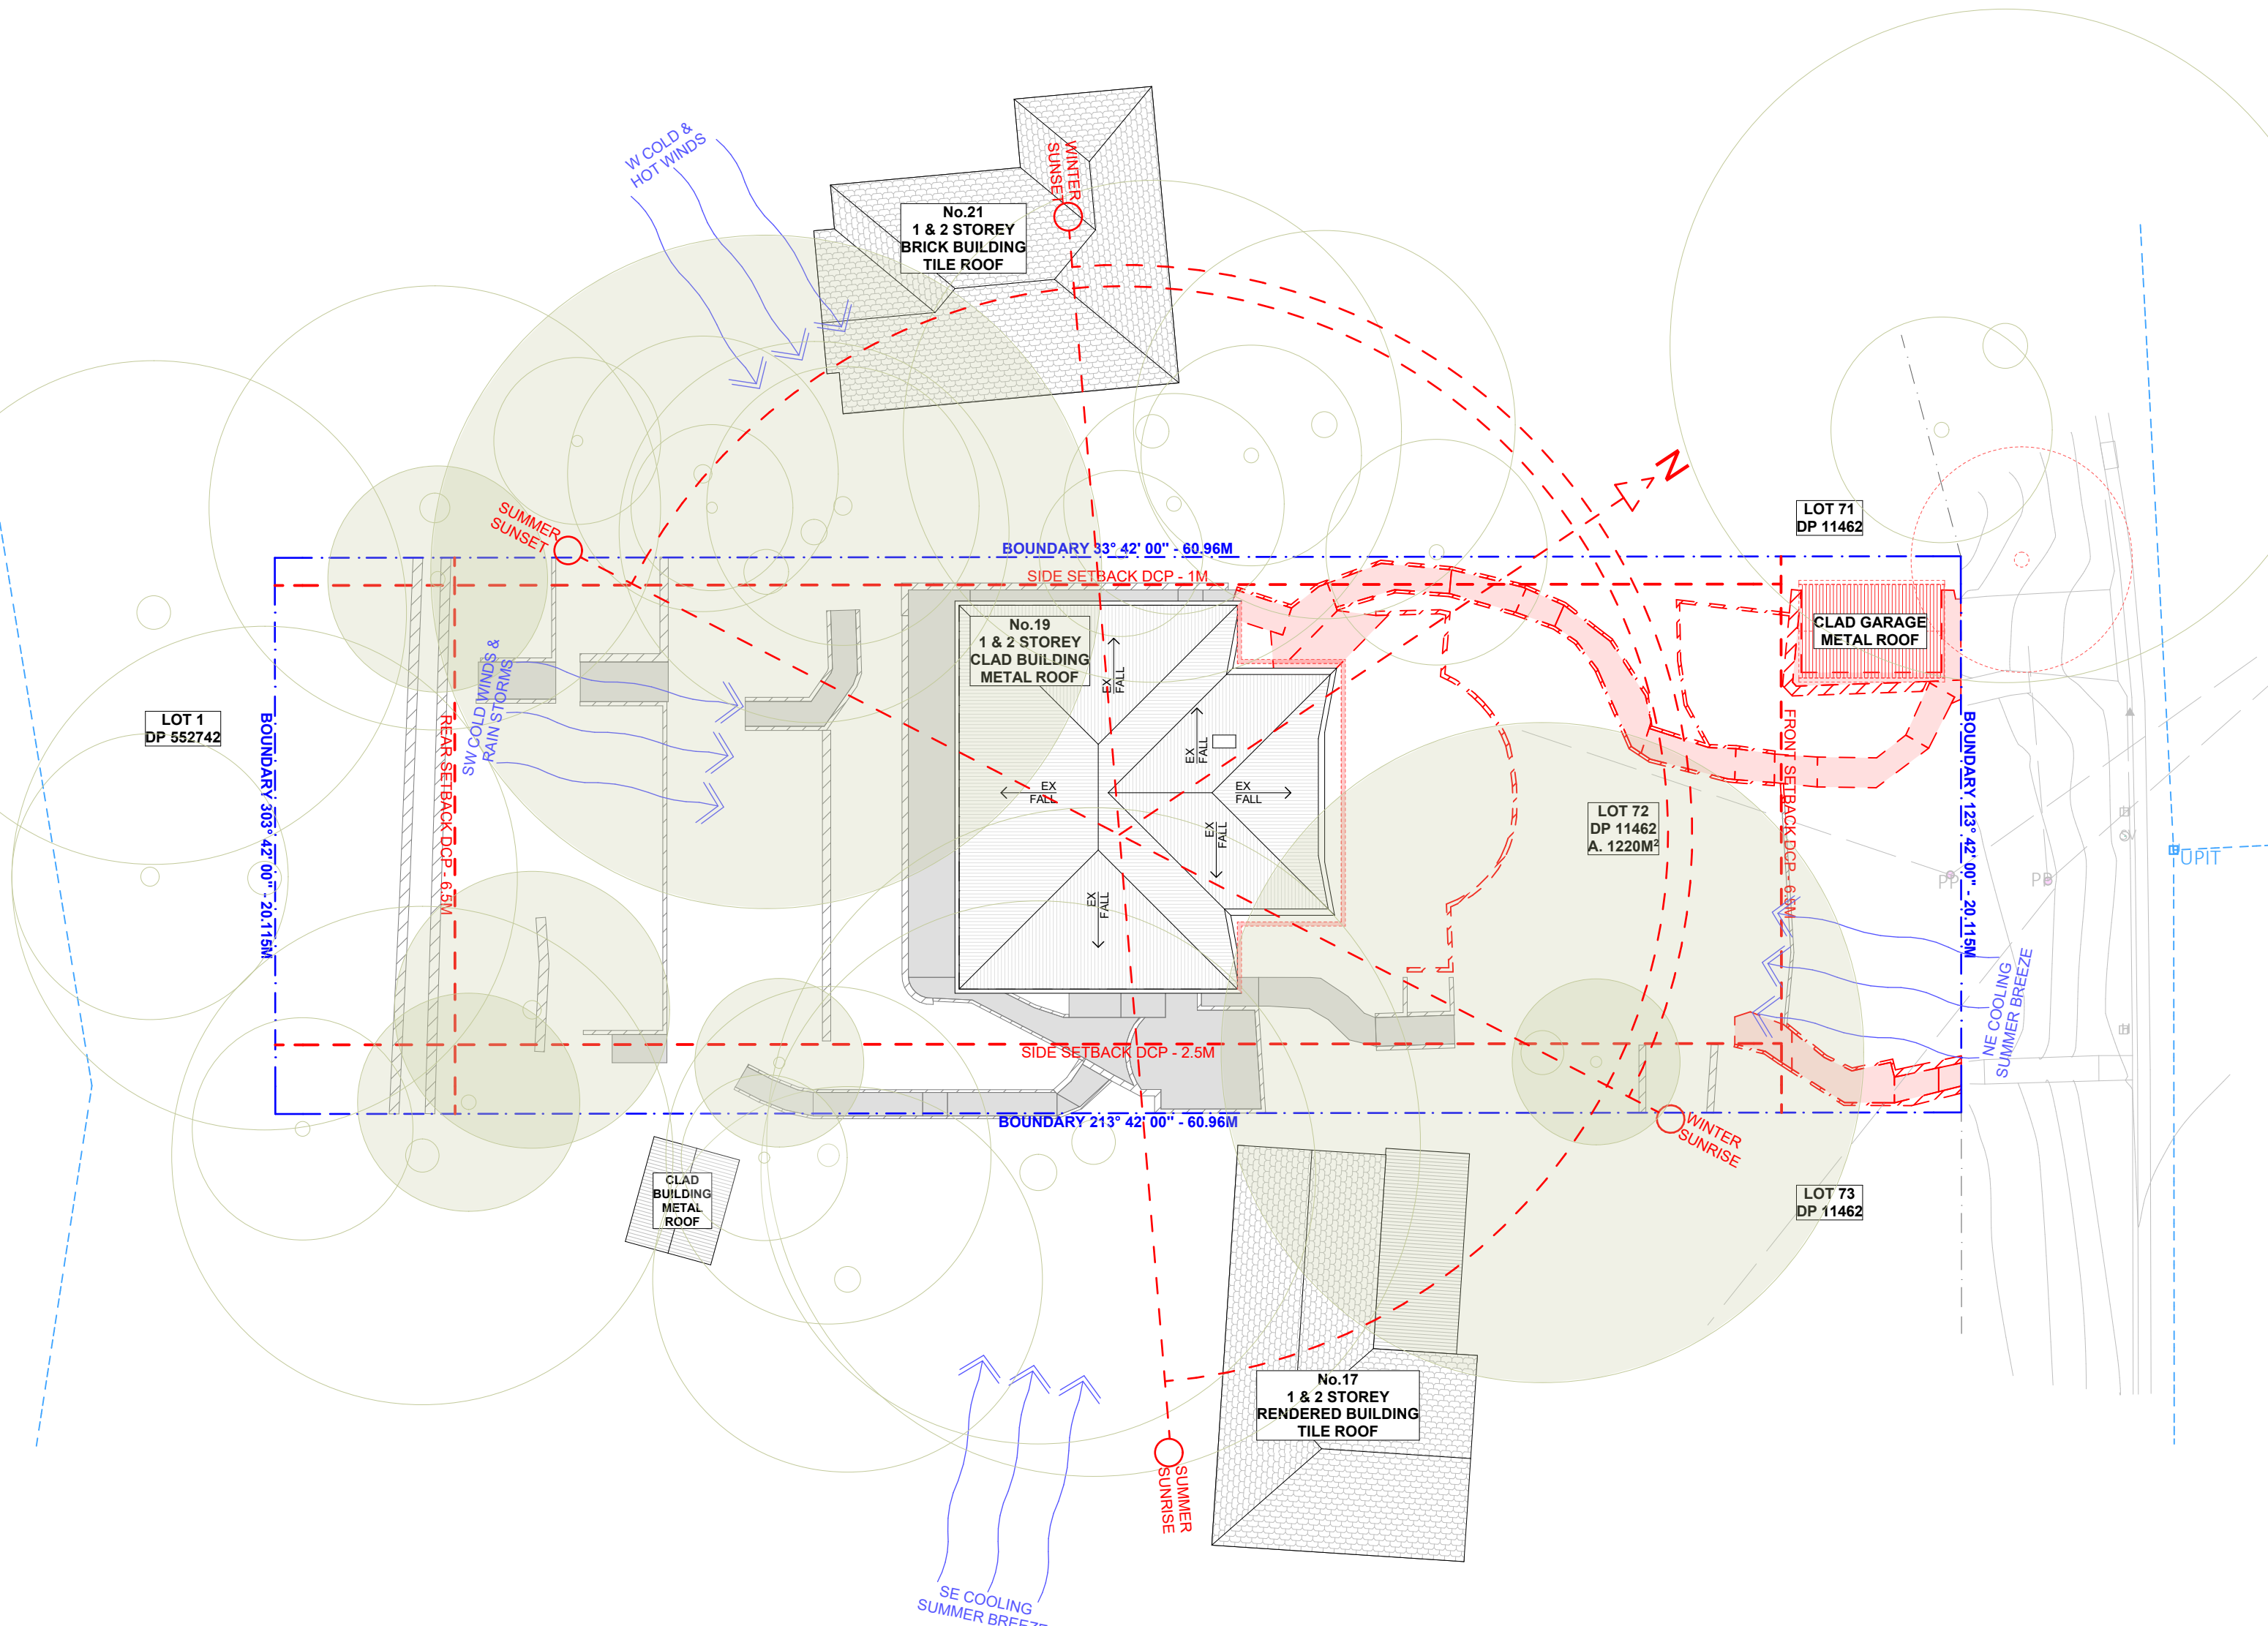 W COLD &
HOT WINDS
WINTER
SUNSET
No.21
1 & 2 STOREY
BRICK BUILDING
TILE ROOF
N
SUMMER
SUNSET
LOT 71
DP 11462
BOUNDARY 33° 42' 00" - 60.96M
SIDE SETBACK DCP - 1M
No.19
1 & 2 STOREY
CLAD BUILDING
METAL ROOF
CLAD GARAGE
METAL ROOF
EX
FALL
LOT 1
DP 552742
BOUNDARY 303° 42' 00" - 20.115M
REAR SETBACK DCP - 6.5M
SW COLD WINDS &
RAIN STORMS
EX
FALL
EX
FALL
EX
FALL
EX
FALL
EX
FALL
LOT 72
DP 11462
A. 1220M²
FRONT SETBACK DCP - 6.5M
BOUNDARY 123° 42' 00" - 20.115M
H
SV
UPIT
PP
PP
H
NE COOLING
SUMMER BREEZE
SIDE SETBACK DCP - 2.5M
BOUNDARY 213° 42' 00" - 60.96M
WINTER
SUNRISE
CLAD
BUILDING
METAL
ROOF
LOT 73
DP 11462
No.17
1 & 2 STOREY
RENDERED BUILDING
TILE ROOF
SUMMER
SUNRISE
SE COOLING
SUMMER BREEZE